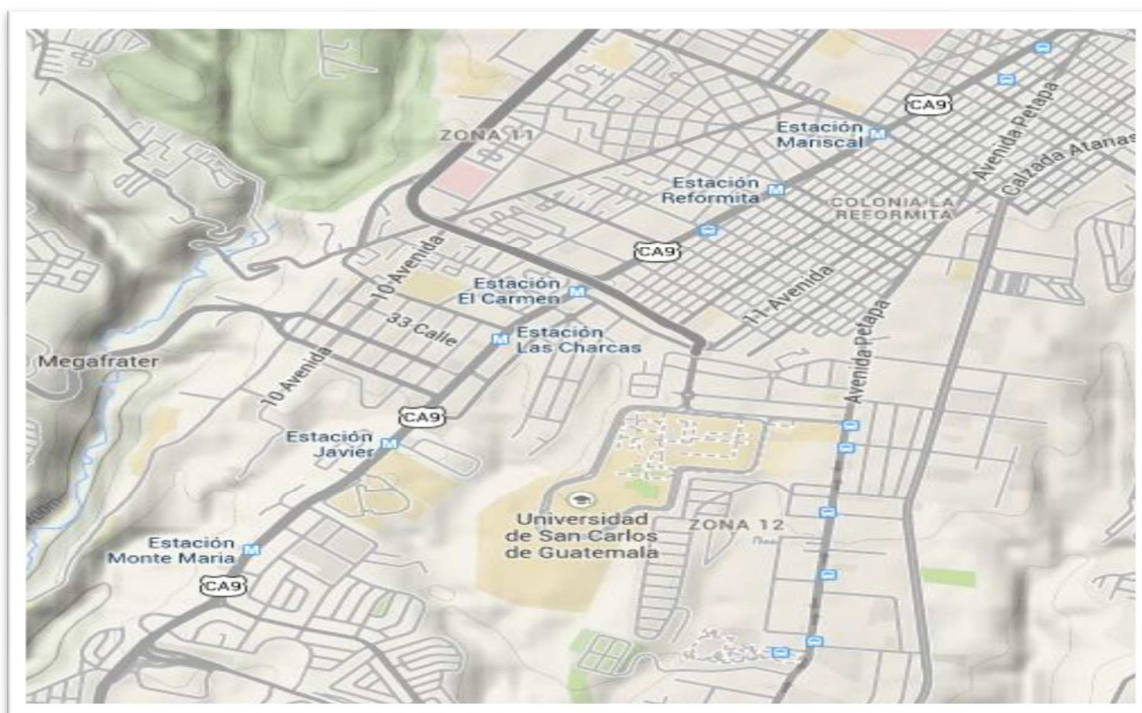 CA9
ZONA 11
Estación
Mariscal
Avenida Petapa
Calzada Atanas
Estación
Reformita
COLONIA LA
REFORMITA
CA9
10 Avenida
Estación
El Carmen
11 Avenida
33 Calle
Estación
Las Charcas
Avenida Petapa
Megafrater
10 Avenida
CA9
Estación
Javier
Universidad
de San Carlos
de Guatemala
ZONA 12
Estación
Monte Maria
CA9